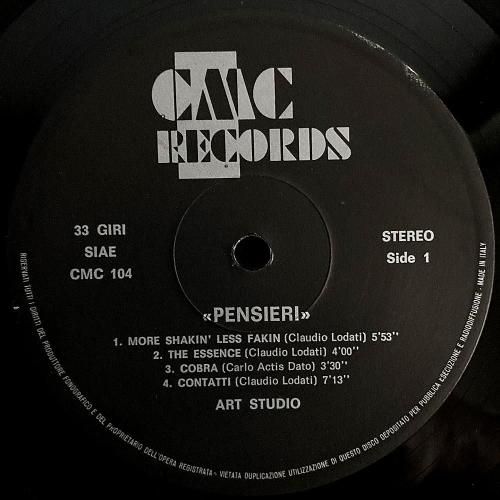 CMC
RECORDS
33 GIRI
SIAE
CMC 104
STEREO
Side 1
«PENSIERI»
1. MORE SHAKIN' LESS FAKIN (Claudio Lodati) 5'53''
2. THE ESSENCE (Claudio Lodati) 4'00''
3. COBRA (Carlo Actis Dato) 3'30''
4. CONTATTI (Claudio Lodati) 7'13''
ART STUDIO
RISERVATI TUTTI I DIRITTI DEL PRODUTTORE FONOGRAFICO E DEL PROPRIETARIO DELL'OPERA REGISTRATA - VIETATA DUPLICAZIONE UTILIZZAZIONE DI QUESTO DISCO DEPOSITATO PER PUBBLICA ESECUZIONE E RADIODIFFUSIONE - MADE IN ITALY